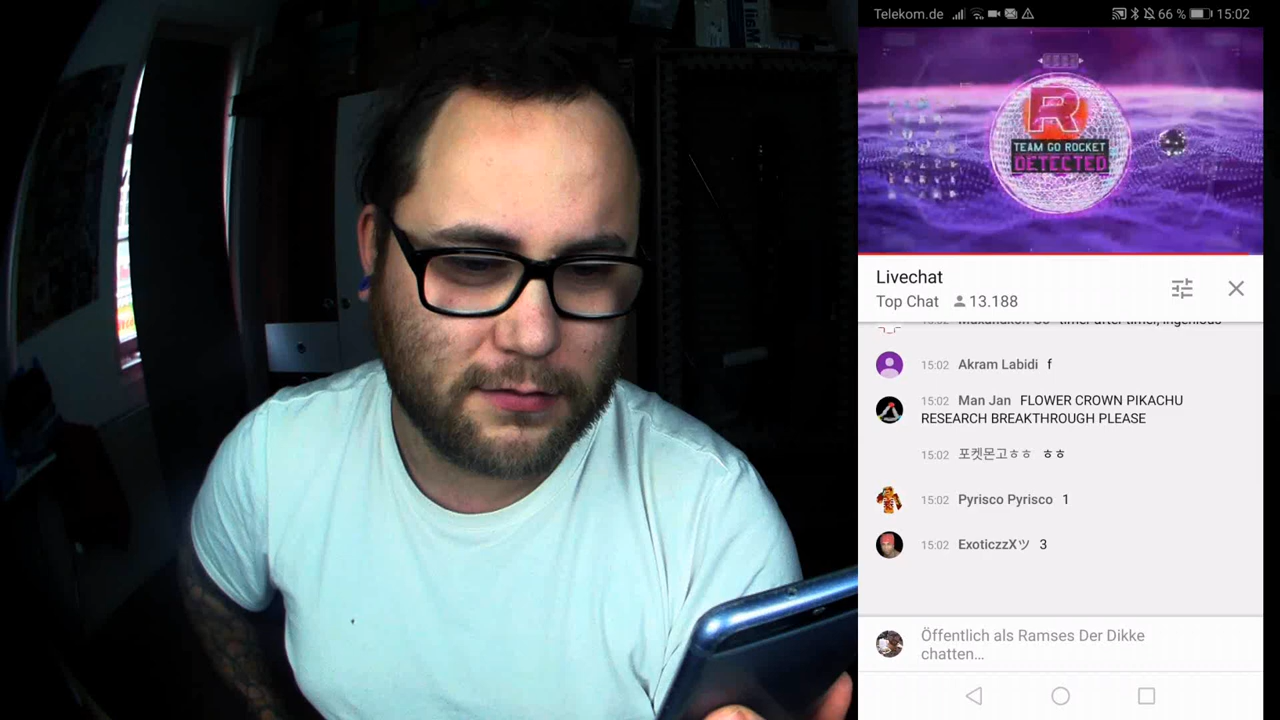 Telekom.de
66 %
15:02
R
TEAM GO ROCKET
DETECTED
Livechat
Top Chat 13.188
15:02 Akram Labidi f
15:02 Man Jan FLOWER CROWN PIKACHU
RESEARCH BREAKTHROUGH PLEASE
15:02 포켓몬고ㅎㅎ ㅎㅎ
15:02 Pyrisco Pyrisco 1
15:02 ExoticzzXツ 3
Öffentlich als Ramses Der Dikke
chatten…